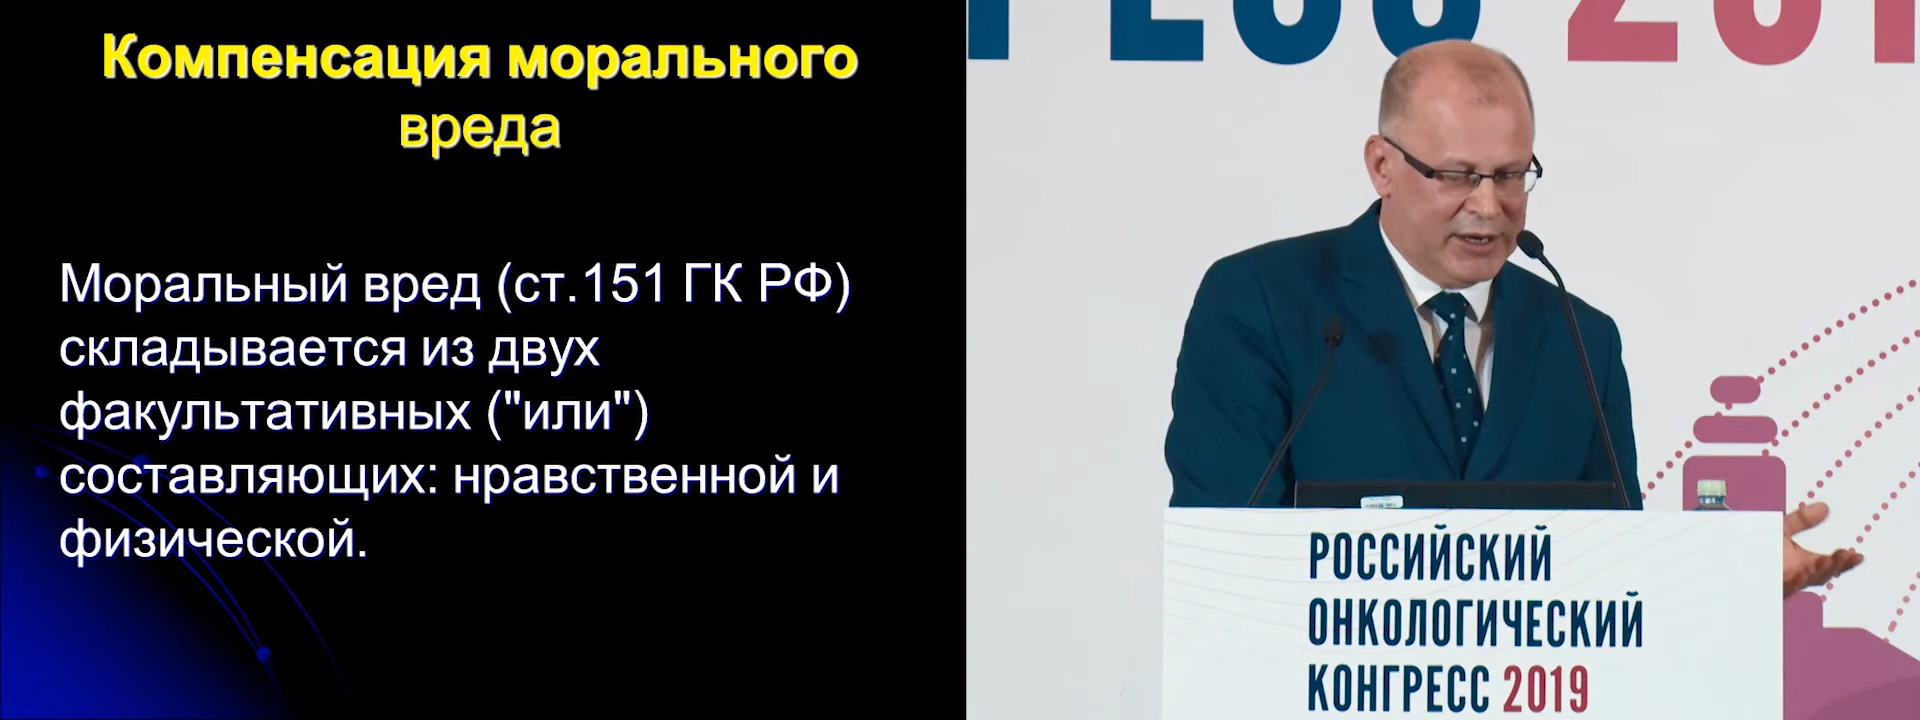 Компенсация морального
вреда
Моральный вред (ст.151 ГК РФ)
складывается из двух
факультативных ("или")
составляющих: нравственной и
физической.
РОССИЙСКИЙ
ОНКОЛОГИЧЕСКИЙ
КОНГРЕСС 2019